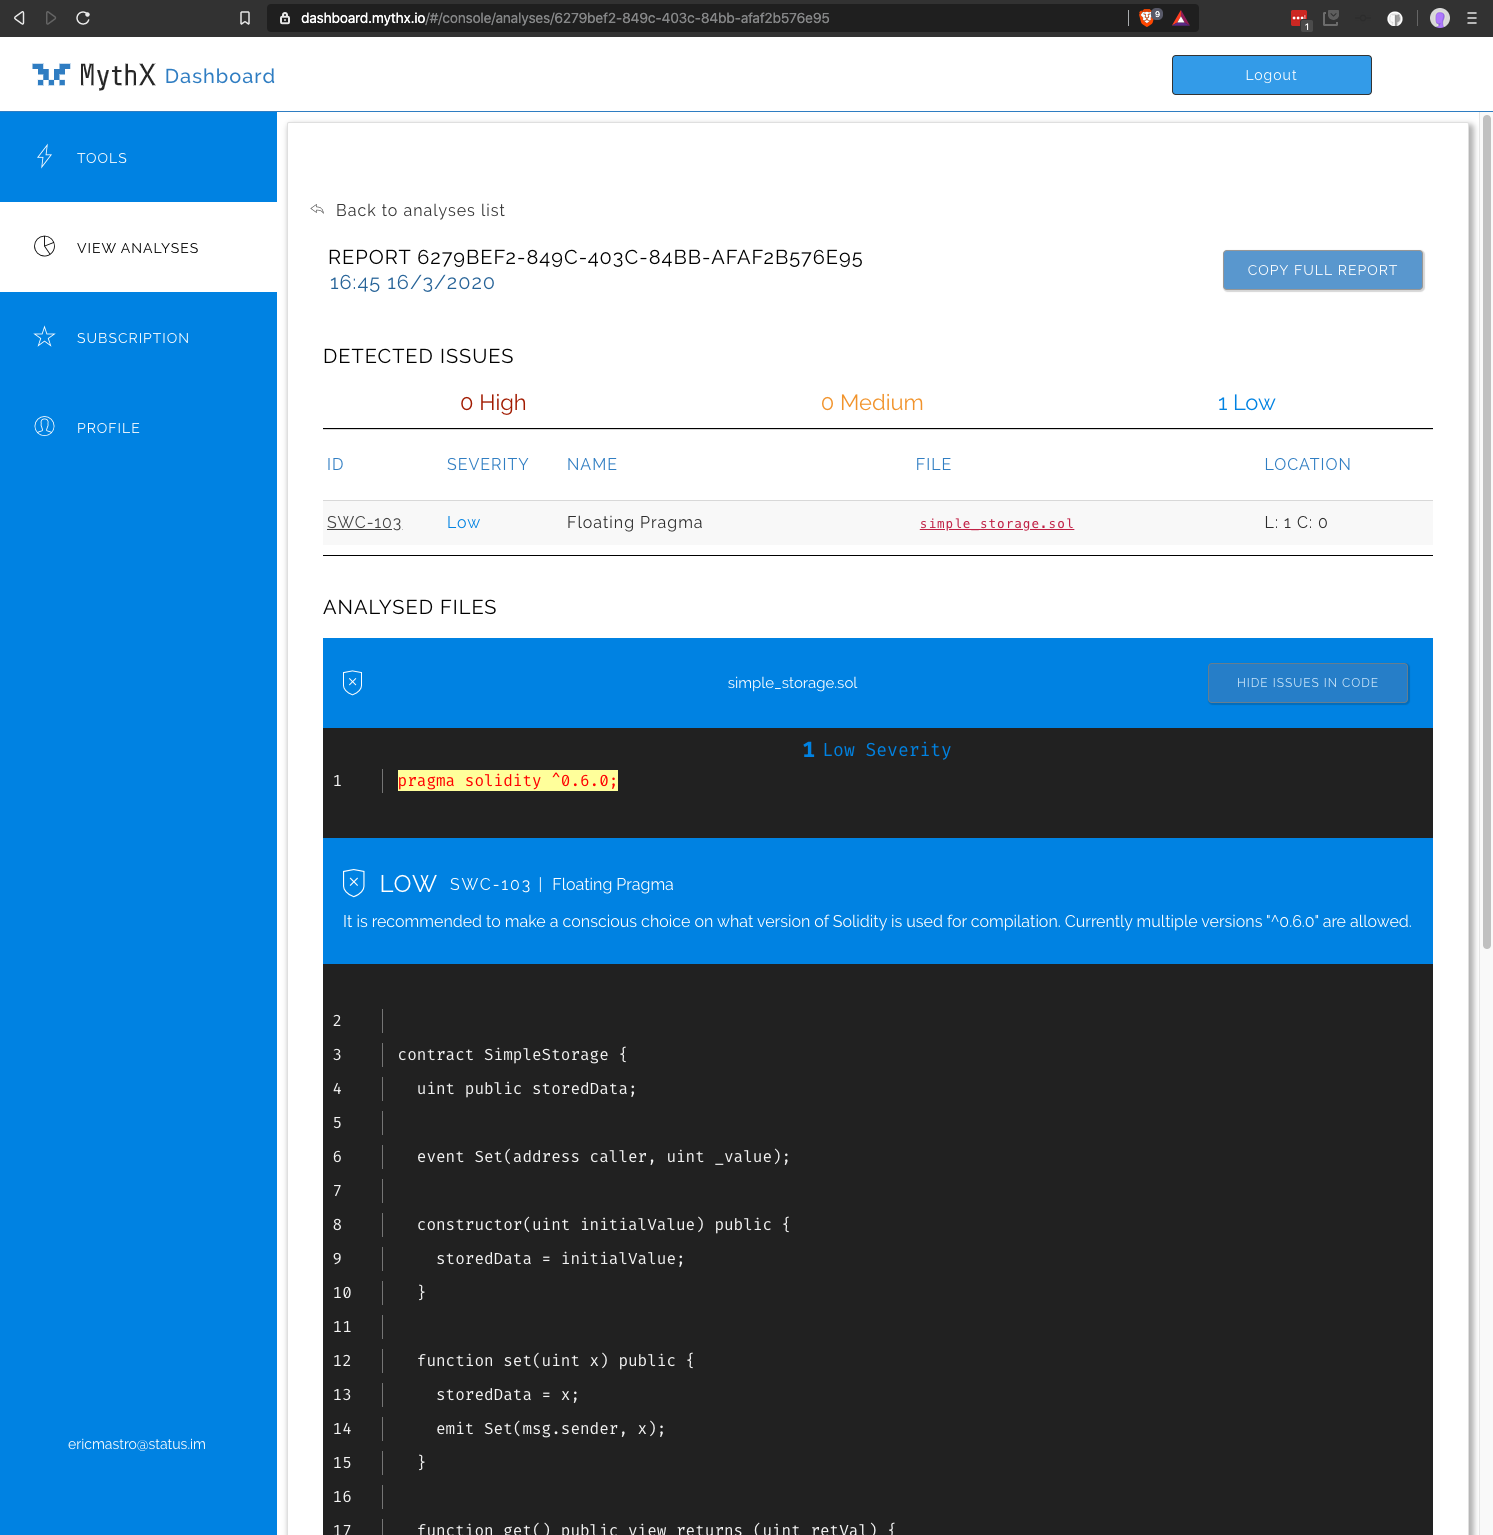 dashboard.mythx.io/#/console/analyses/6279bef2-849c-403c-84bb-afaf2b576e95
9
1
MythX Dashboard
Logout
TOOLS
VIEW ANALYSES
SUBSCRIPTION
PROFILE
ericmastro@status.im
Back to analyses list
REPORT 6279BEF2-849C-403C-84BB-AFAF2B576E95
16:45 16/3/2020
COPY FULL REPORT
DETECTED ISSUES
0 High 0 Medium 1 Low
ID SEVERITY NAME FILE LOCATION
SWC-103 Low Floating Pragma simple_storage.sol L: 1 C: 0
ANALYSED FILES
simple_storage.sol
HIDE ISSUES IN CODE
1 Low Severity
1 pragma solidity ^0.6.0;
LOW SWC-103 | Floating Pragma
It is recommended to make a conscious choice on what version of Solidity is used for compilation. Currently multiple versions "^0.6.0" are allowed.
2
3 contract SimpleStorage {
4 uint public storedData;
5
6 event Set(address caller, uint _value);
7
8 constructor(uint initialValue) public {
9 storedData = initialValue;
10 }
11
12 function set(uint x) public {
13 storedData = x;
14 emit Set(msg.sender, x);
15 }
16
17 function get() public view returns (uint retVal) {